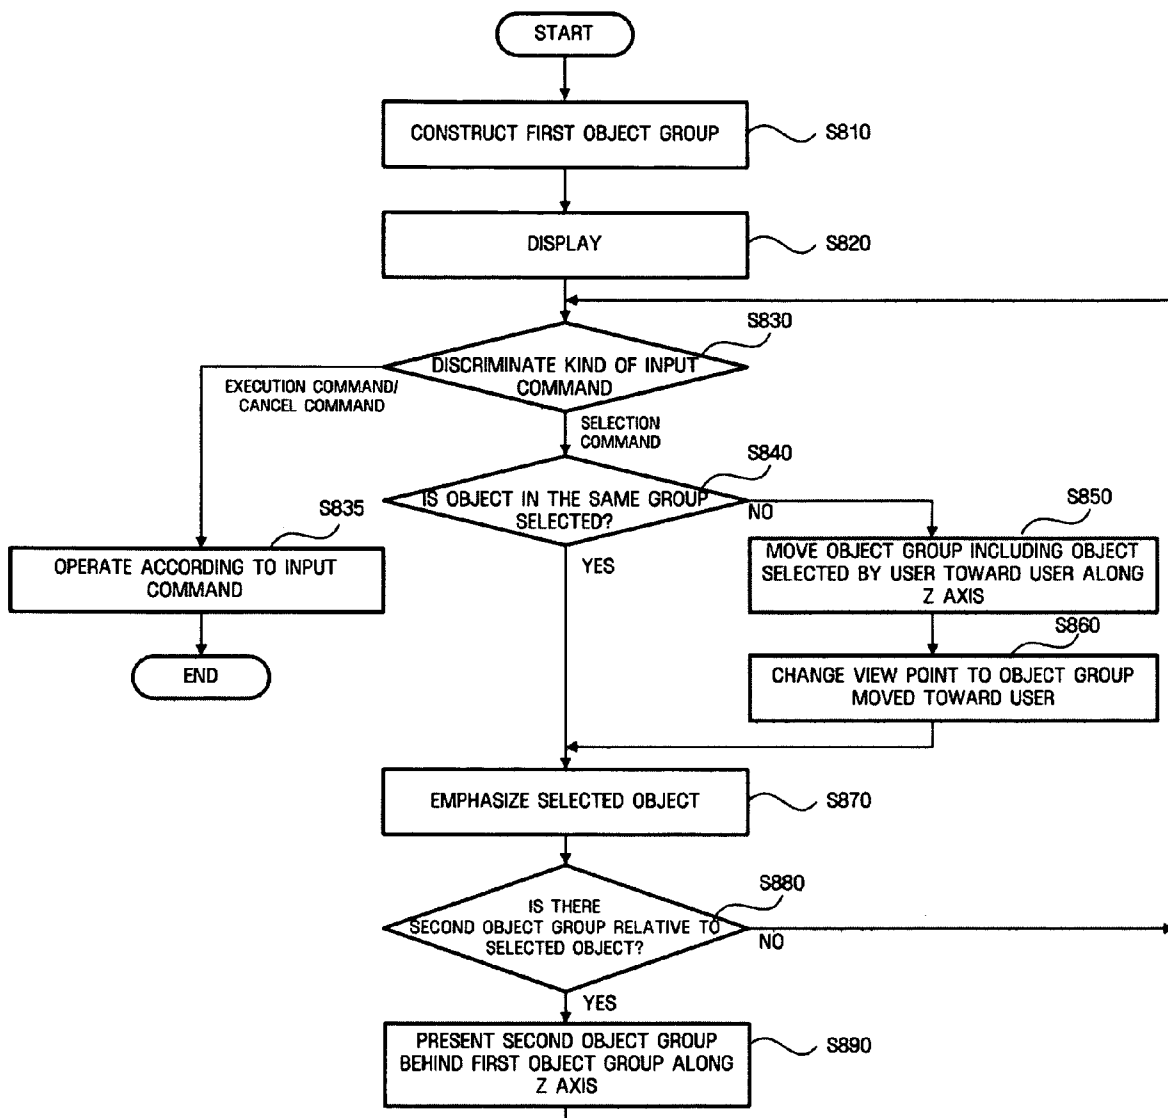 START
CONSTRUCT FIRST OBJECT GROUP
S810
DISPLAY
S820
S830
DISCRIMINATE KIND OF INPUT
COMMAND
EXECUTION COMMAND/
CANCEL COMMAND
SELECTION
COMMAND
S840
IS OBJECT IN THE SAME GROUP
SELECTED?
NO
YES
S835
OPERATE ACCORDING TO INPUT
COMMAND
END
S850
MOVE OBJECT GROUP INCLUDING OBJECT
SELECTED BY USER TOWARD USER ALONG
Z AXIS
S860
CHANGE VIEW POINT TO OBJECT GROUP
MOVED TOWARD USER
EMPHASIZE SELECTED OBJECT
S870
S880
IS THERE
SECOND OBJECT GROUP RELATIVE TO
SELECTED OBJECT?
NO
YES
PRESENT SECOND OBJECT GROUP
BEHIND FIRST OBJECT GROUP ALONG
Z AXIS
S890